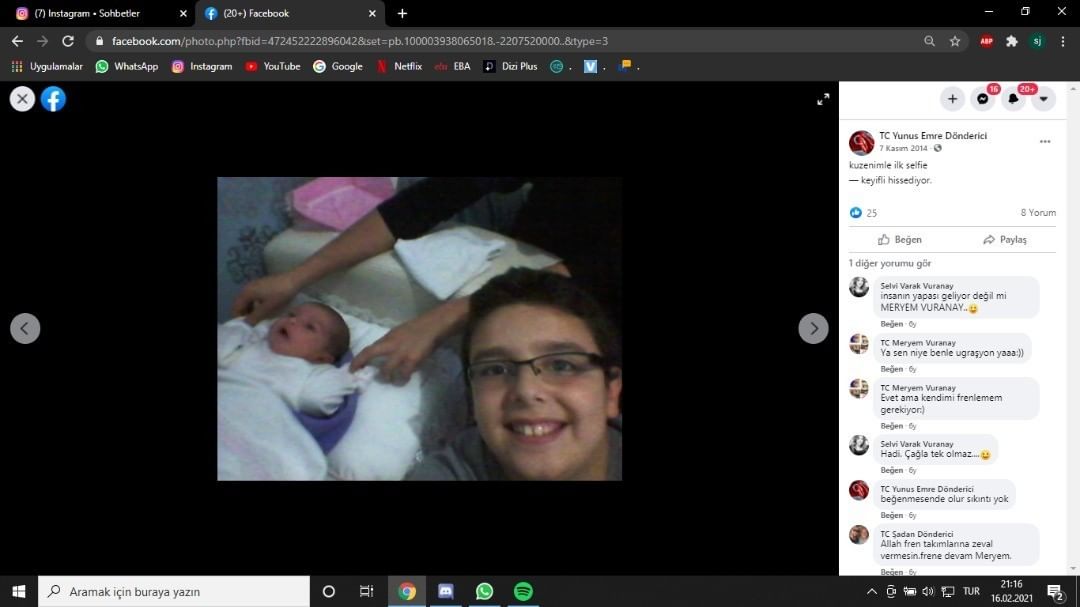 (7) Instagram • Sohbetler
(20+) Facebook
facebook.com/photo.php?fbid=472452222896042&set=pb.100003938065018.-2207520000..&type=3
ABP
sj
Uygulamalar
WhatsApp
Instagram
YouTube
Google
Netflix
EBA
Dizi Plus
16
20+
TC Yunus Emre Dönderici
7 Kasım 2014 ·
kuzenimle ilk selfie
— keyifli hissediyor.
25
8 Yorum
Beğen
Paylaş
1 diğer yorumu gör
Selvi Varak Vuranay
insanın yapası geliyor değil mi
MERYEM VURANAY..
Beğen · 6y
TC Meryem Vuranay
Ya sen niye benle ugraşyon yaaa:))
Beğen · 6y
TC Meryem Vuranay
Evet ama kendimi frenlemem
gerekiyor:)
Beğen · 6y
Selvi Varak Vuranay
Hadi. Çağla tek olmaz....
Beğen · 6y
TC Yunus Emre Dönderici
beğenmesende olur sıkıntı yok
Beğen · 6y
TC Şadan Dönderici
Allah fren takımlarına zeval
vermesin.frene devam Meryem.
Beğen · 6y
Aramak için buraya yazın
TUR
21:16
16.02.2021
2